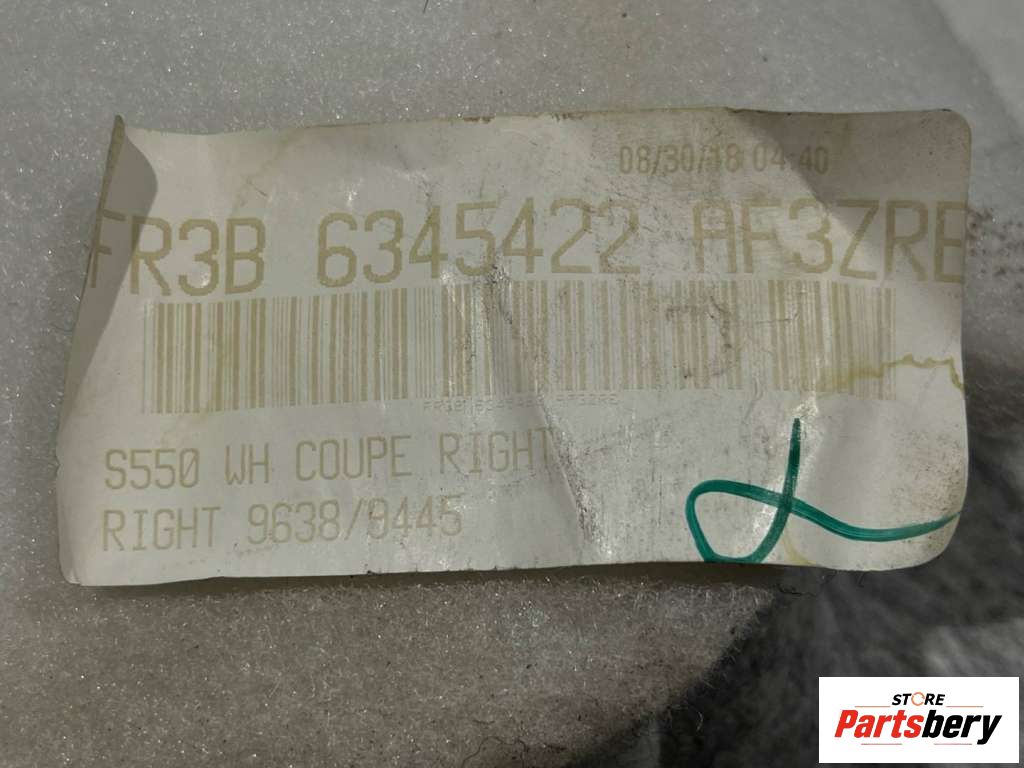 08/30/18 04:40
FR3B 6345422 AF3ZRE
S550 WH COUPE RIGHT
RIGHT 9638/9445
STORE
Partsbery